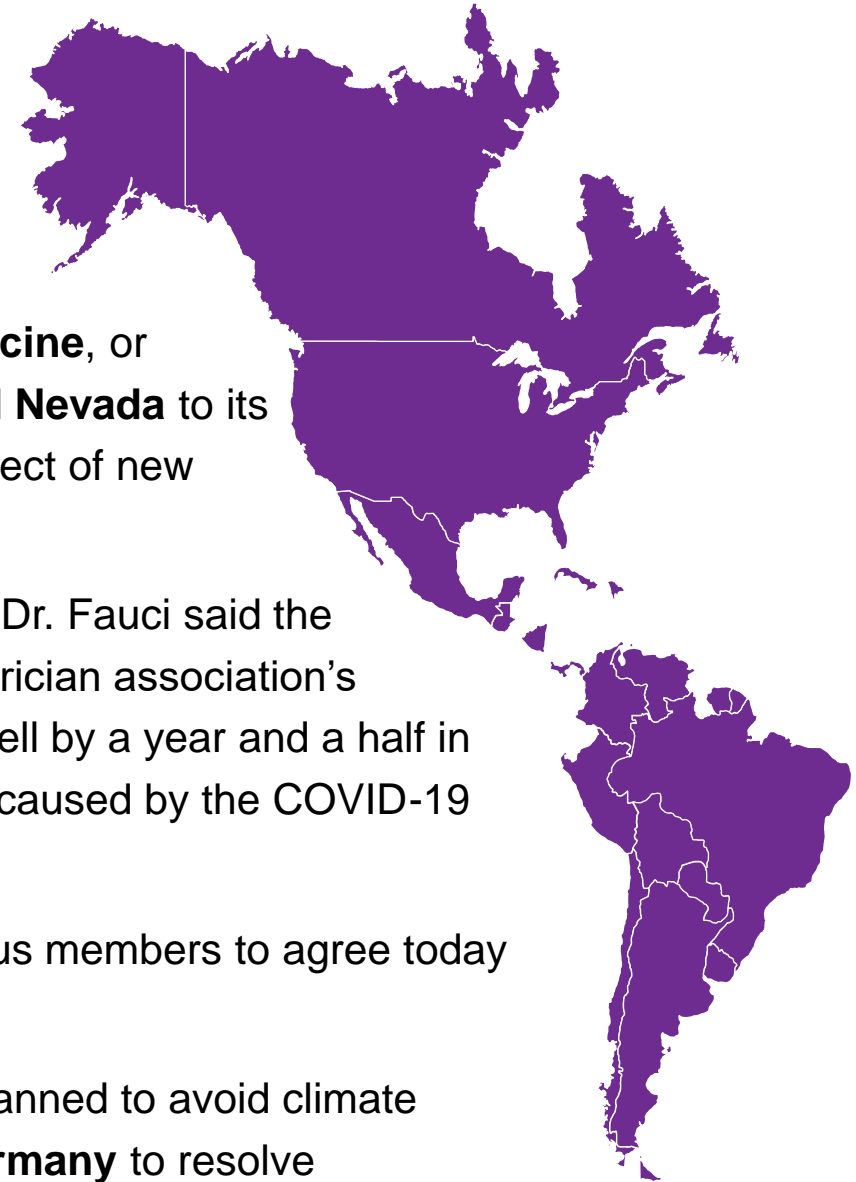 cine, or
Nevada to its
ect of new
Dr. Fauci said the
rician association's
ell by a year and a half in
caused by the COVID-19
us members to agree today
anned to avoid climate
rmany to resolve